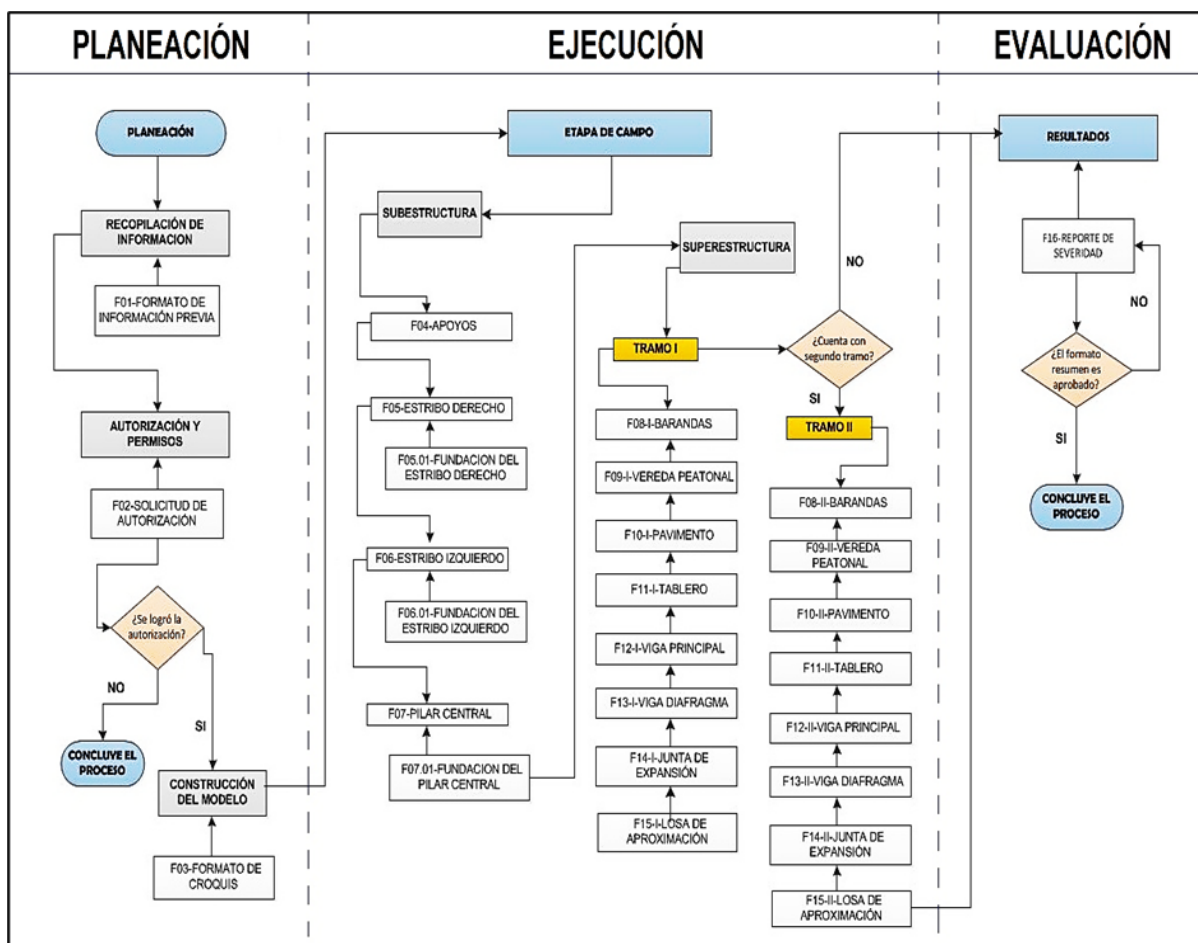 PLANEACIÓN
EJECUCIÓN
EVALUACIÓN
PLANEACIÓN
RECOPILACIÓN DE
INFORMACION
F01-FORMATO DE
INFORMACIÓN PREVIA
AUTORIZACIÓN Y
PERMISOS
F02-SOLICITUD DE
AUTORIZACIÓN
¿Se logró la
autorización?
NO
SI
CONCLUYE EL
PROCESO
CONSTRUCCIÓN
DEL MODELO
F03-FORMATO DE
CROQUIS
ETAPA DE CAMPO
SUBESTRUCTURA
F04-APOYOS
F05-ESTRIBO DERECHO
F05.01-FUNDACION DEL
ESTRIBO DERECHO
F06-ESTRIBO IZQUIERDO
F06.01-FUNDACION DEL
ESTRIBO IZQUIERDO
F07-PILAR CENTRAL
F07.01-FUNDACION DEL
PILAR CENTRAL
SUPERESTRUCTURA
TRAMO I
F08-I-BARANDAS
F09-I-VEREDA PEATONAL
F10-I-PAVIMENTO
F11-I-TABLERO
F12-I-VIGA PRINCIPAL
F13-I-VIGA DIAFRAGMA
F14-I-JUNTA DE
EXPANSIÓN
F15-I-LOSA DE
APROXIMACIÓN
NO
¿Cuenta con
segundo tramo?
SI
TRAMO II
F08-II-BARANDAS
F09-II-VEREDA
PEATONAL
F10-II-PAVIMENTO
F11-II-TABLERO
F12-II-VIGA PRINCIPAL
F13-II-VIGA DIAFRAGMA
F14-II-JUNTA DE
EXPANSIÓN
F15-II-LOSA DE
APROXIMACIÓN
RESULTADOS
F16-REPORTE DE
SEVERIDAD
NO
¿El formato
resumen es
aprobado?
SI
CONCLUYE EL
PROCESO